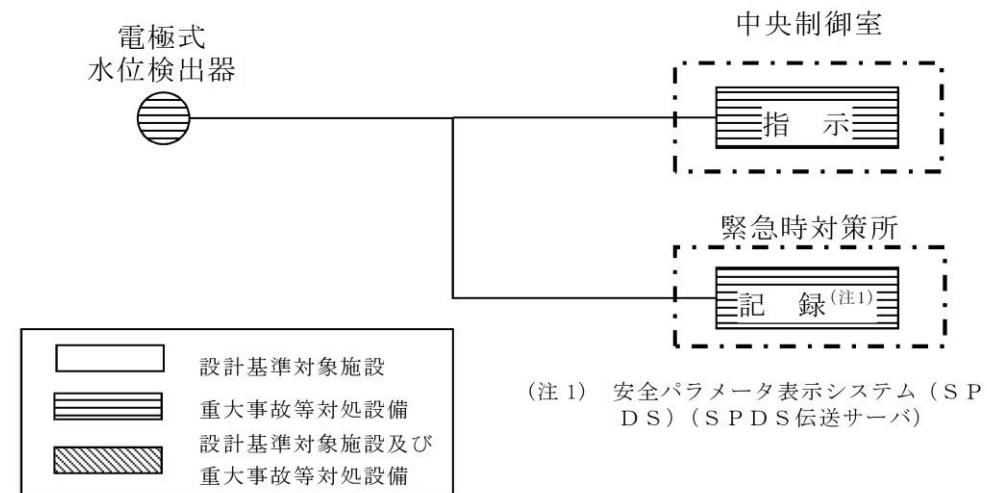 電極式
水位検出器
中央制御室
指　示
緊急時対策所
記　録(注1)
設計基準対象施設
重大事故等対処設備
設計基準対象施設及び
重大事故等対処設備
(注1)　安全パラメータ表示システム（ＳＰ
ＤＳ）（ＳＰＤＳ伝送サーバ）